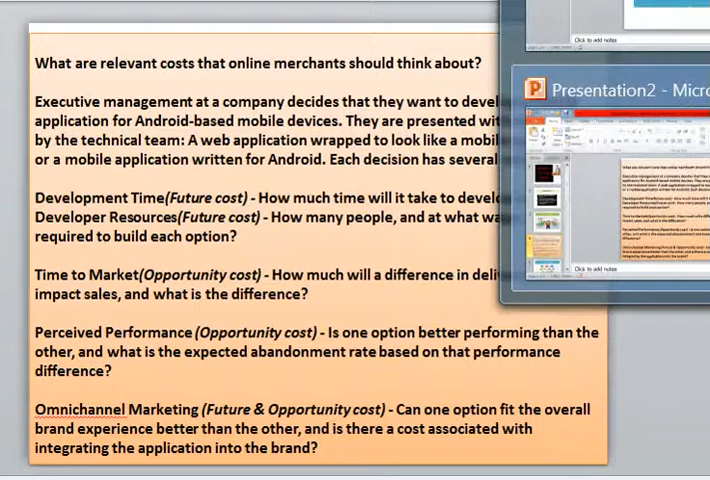 What are relevant costs that online merchants should think about?
Executive management at a company decides that they want to devel
application for Android-based mobile devices. They are presented wit
by the technical team: A web application wrapped to look like a mobil
or a mobile application written for Android. Each decision has several
Development Time(Future cost) - How much time will it take to develo
Developer Resources(Future cost) - How many people, and at what wa
required to build each option?
Time to Market(Opportunity cost) - How much will a difference in deli
impact sales, and what is the difference?
Perceived Performance (Opportunity cost) - Is one option better performing than the
other, and what is the expected abandonment rate based on that performance
difference?
Omnichannel Marketing (Future & Opportunity cost) - Can one option fit the overall
brand experience better than the other, and is there a cost associated with
integrating the application into the brand?
Click to add notes
Presentation2 - Micro
Click to add notes